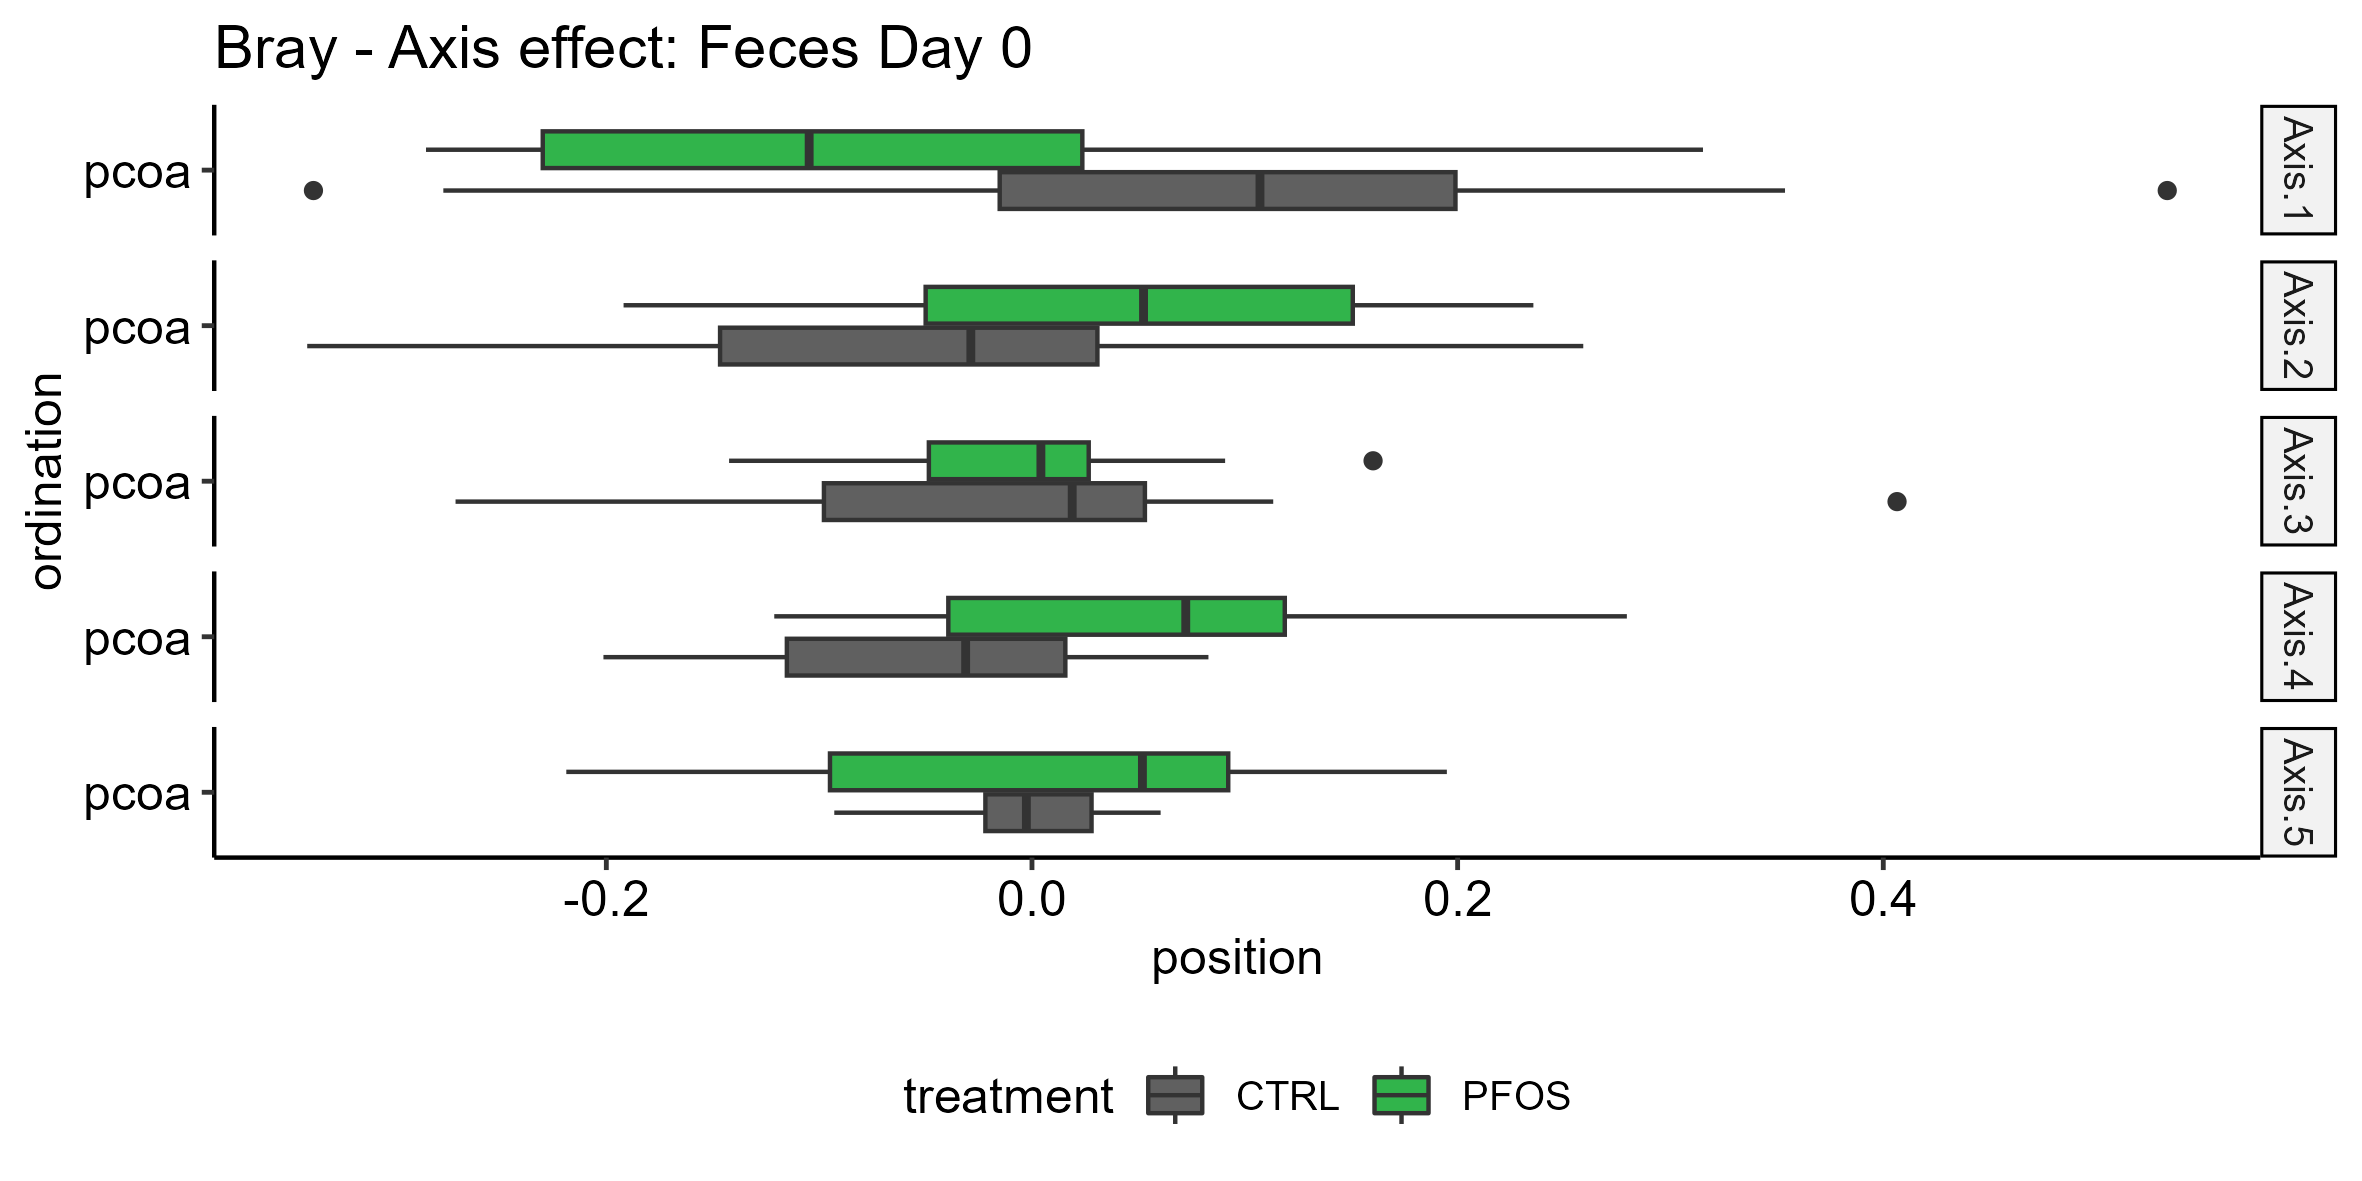 Bray - Axis effect: Feces Day 0
ordination
pcoa
Axis.1
pcoa
Axis.2
pcoa
Axis.3
pcoa
Axis.4
pcoa
Axis.5
-0.2 0.0 0.2 0.4
position
treatment CTRL PFOS